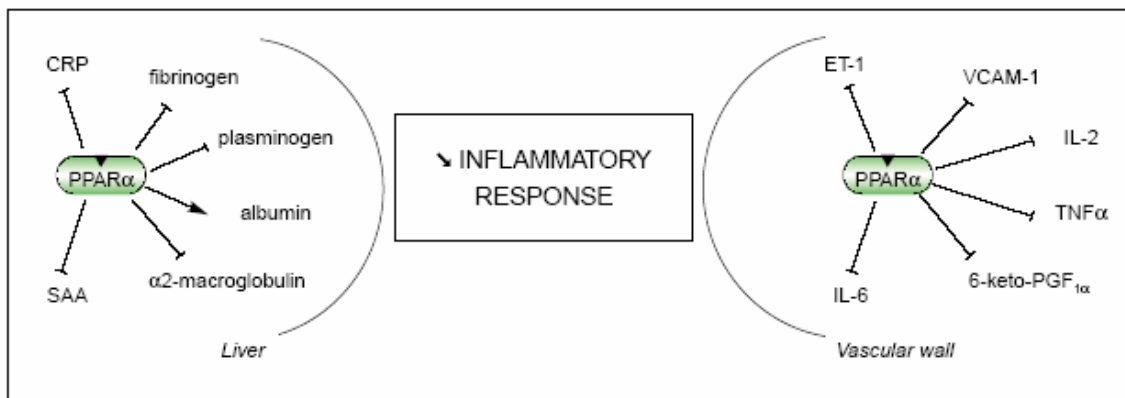 CRP
fibrinogen
plasminogen
PPARα
albumin
α2-macroglobulin
SAA
Liver
↘ INFLAMMATORY
RESPONSE
ET-1
VCAM-1
IL-2
PPARα
TNFα
6-keto-PGF1α
IL-6
Vascular wall